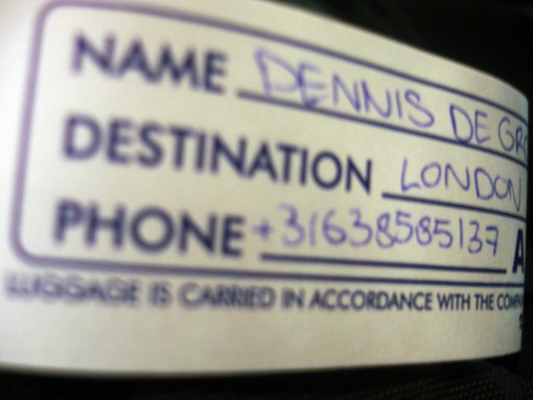 NAME DENNIS DE GR
DESTINATION LONDON
PHONE +31638585137 A
LUGGAGE IS CARRIED IN ACCORDANCE WITH THE